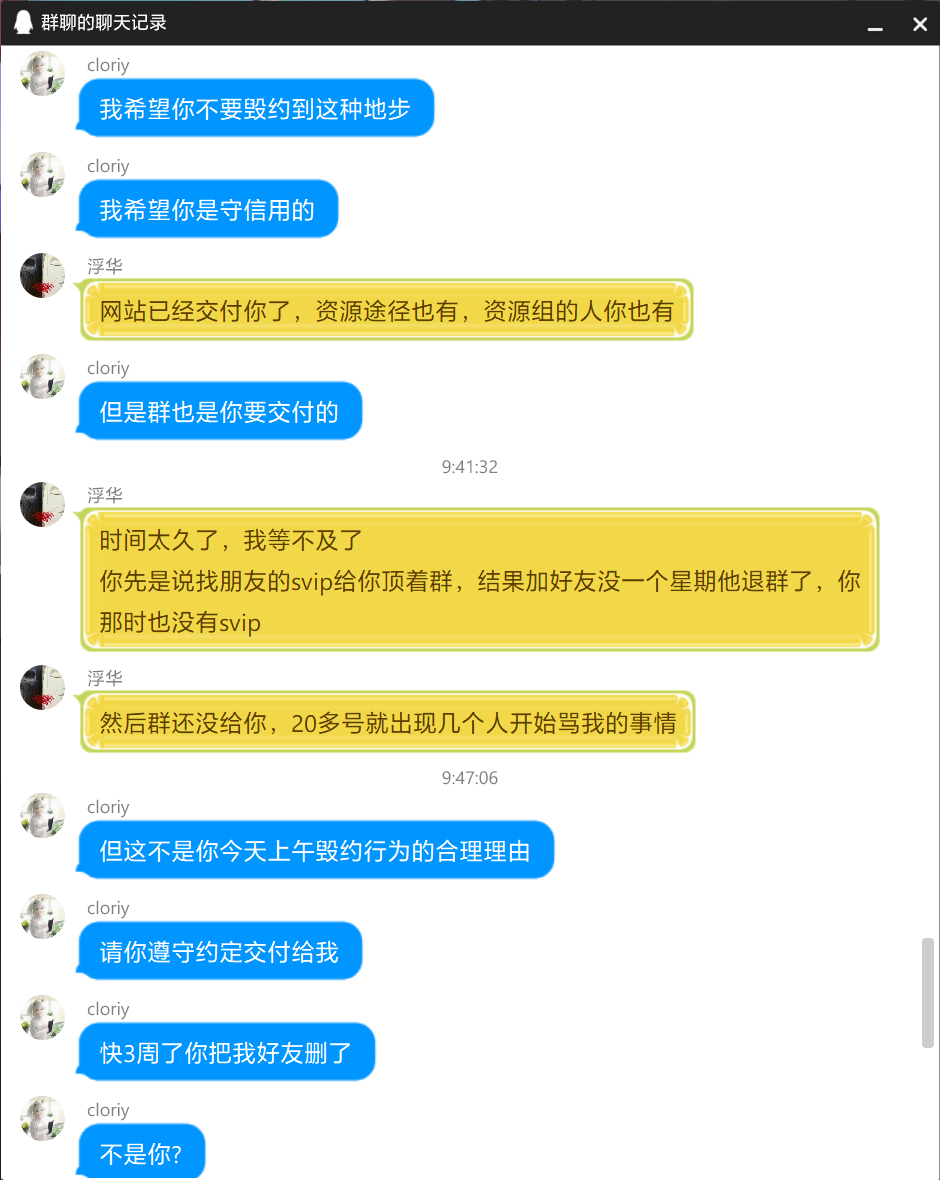 群聊的聊天记录
cloriy
我希望你不要毁约到这种地步
cloriy
我希望你是守信用的
浮华
网站已经交付你了，资源途径也有，资源组的人你也有
cloriy
但是群也是你要交付的
9:41:32
浮华
时间太久了，我等不及了
你先是说找朋友的svip给你顶着群，结果加好友没一个星期他退群了，你
那时也没有svip
浮华
然后群还没给你，20多号就出现几个人开始骂我的事情
9:47:06
cloriy
但这不是你今天上午毁约行为的合理理由
cloriy
请你遵守约定交付给我
cloriy
快3周了你把我好友删了
cloriy
不是你?